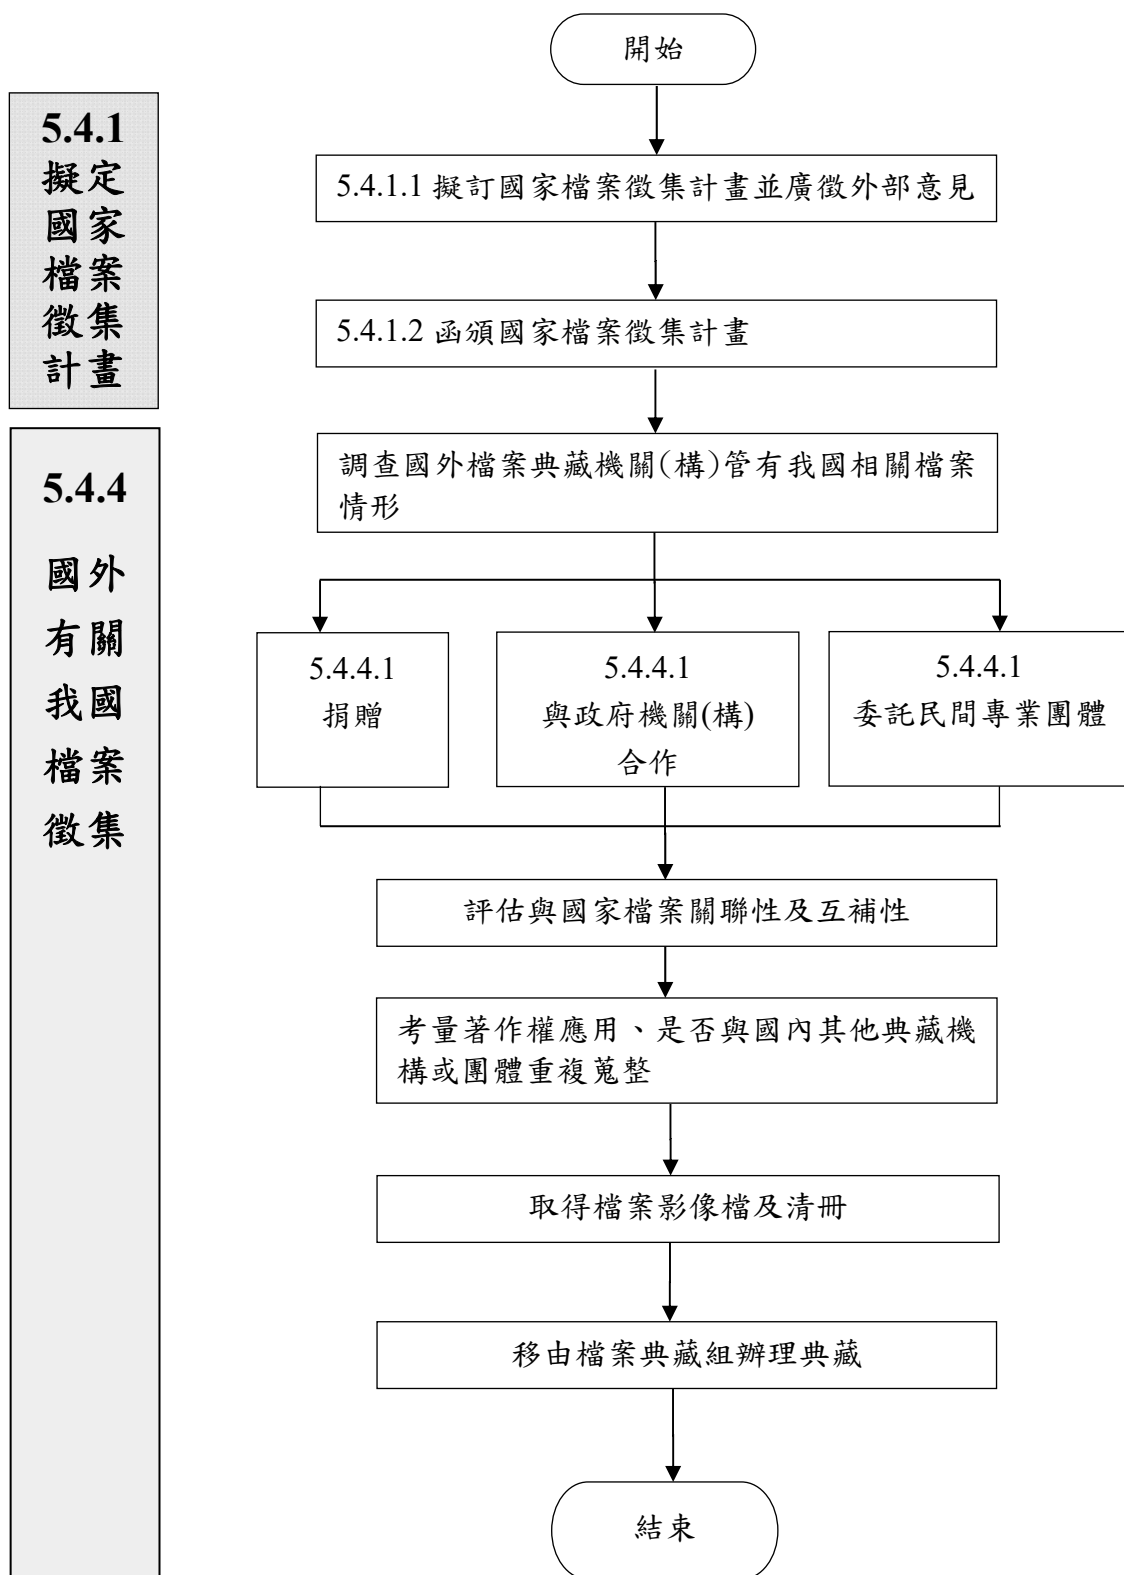 開始
5.4.1
擬定
國家
檔案
徵集
計畫
5.4.1.1 擬訂國家檔案徵集計畫並廣徵外部意見
5.4.1.2 函頒國家檔案徵集計畫
5.4.4
國外
有關
我國
檔案
徵集
調查國外檔案典藏機關(構)管有我國相關檔案
情形
5.4.4.1
捐贈
5.4.4.1
與政府機關(構)
合作
5.4.4.1
委託民間專業團體
評估與國家檔案關聯性及互補性
考量著作權應用、是否與國內其他典藏機
構或團體重複蒐整
取得檔案影像檔及清冊
移由檔案典藏組辦理典藏
結束